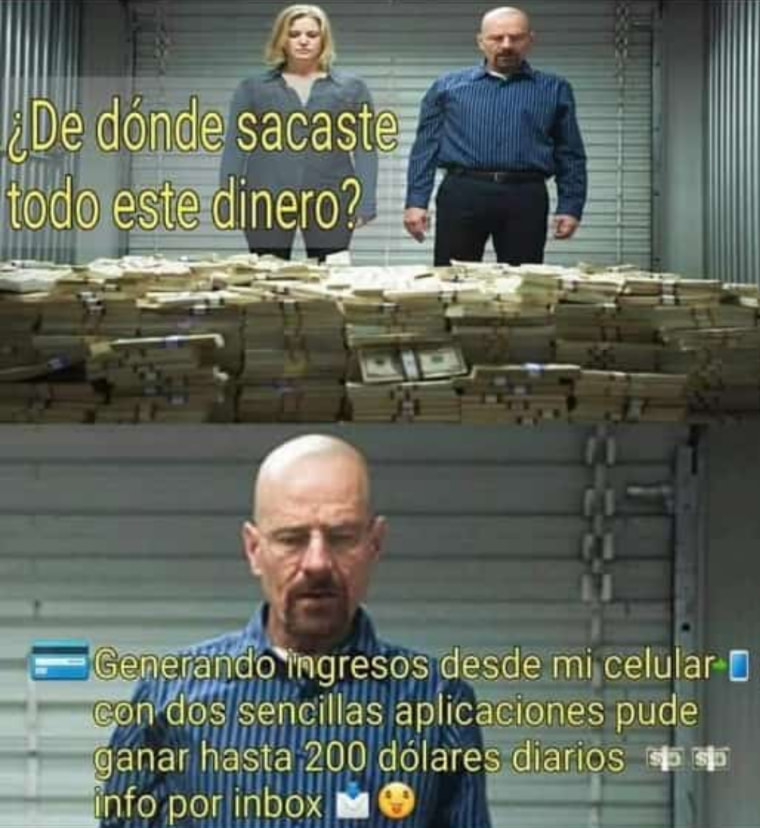 ¿De dónde sacaste
todo este dinero?
💳Generando ingresos desde mi celular📲
con dos sencillas aplicaciones pude
ganar hasta 200 dólares diarios 💵 💵
info por inbox 📩😉